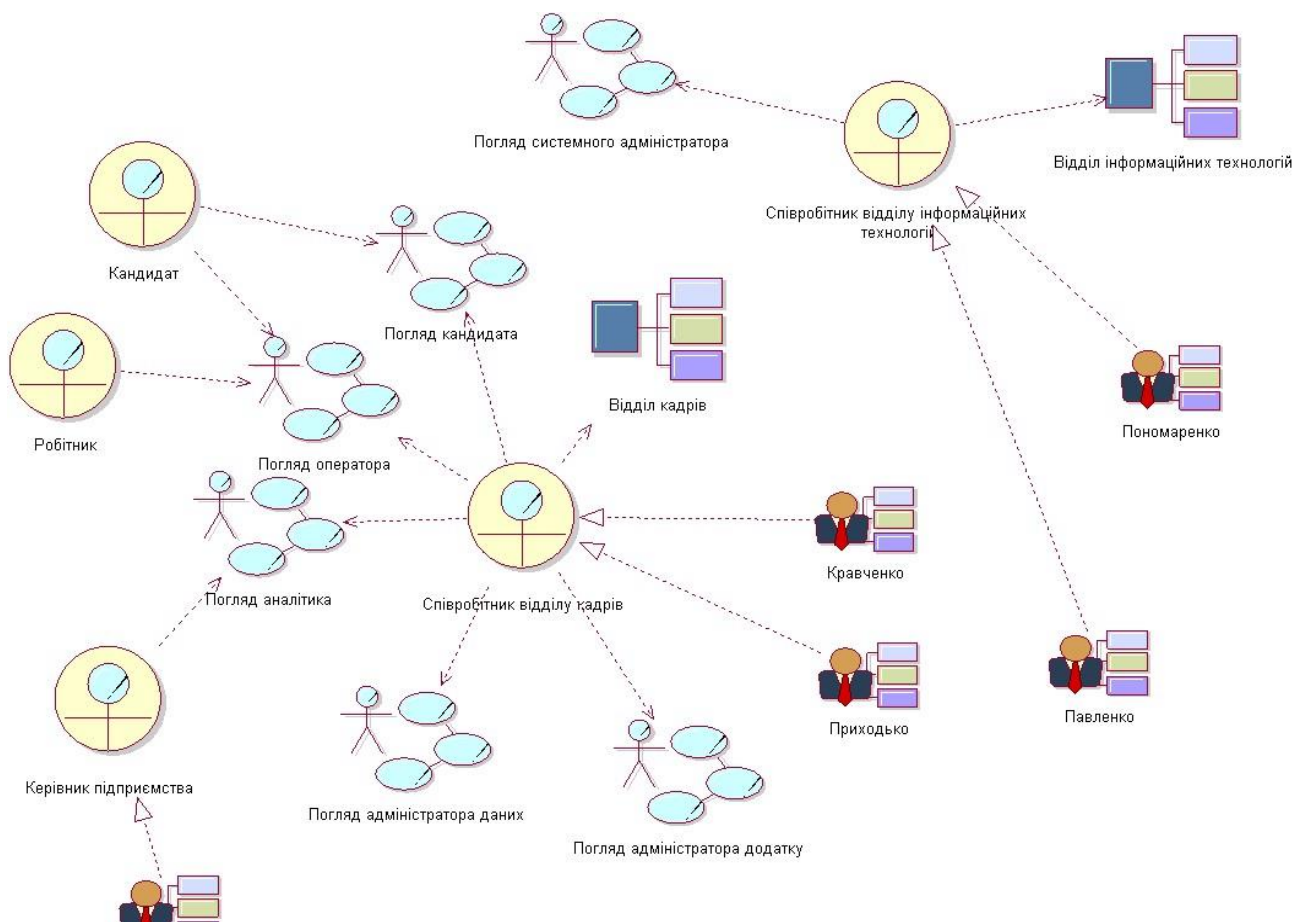 Погляд системного адміністратора
Відділ інформаційних технологій
Співробітник відділу інформаційних
технологій
Кандидат
Погляд кандидата
Відділ кадрів
Пономаренко
Робітник
Погляд оператора
Кравченко
Погляд аналітика
Співробітник відділу кадрів
Приходько
Павленко
Керівник підприємства
Погляд адміністратора даних
Погляд адміністратора додатку